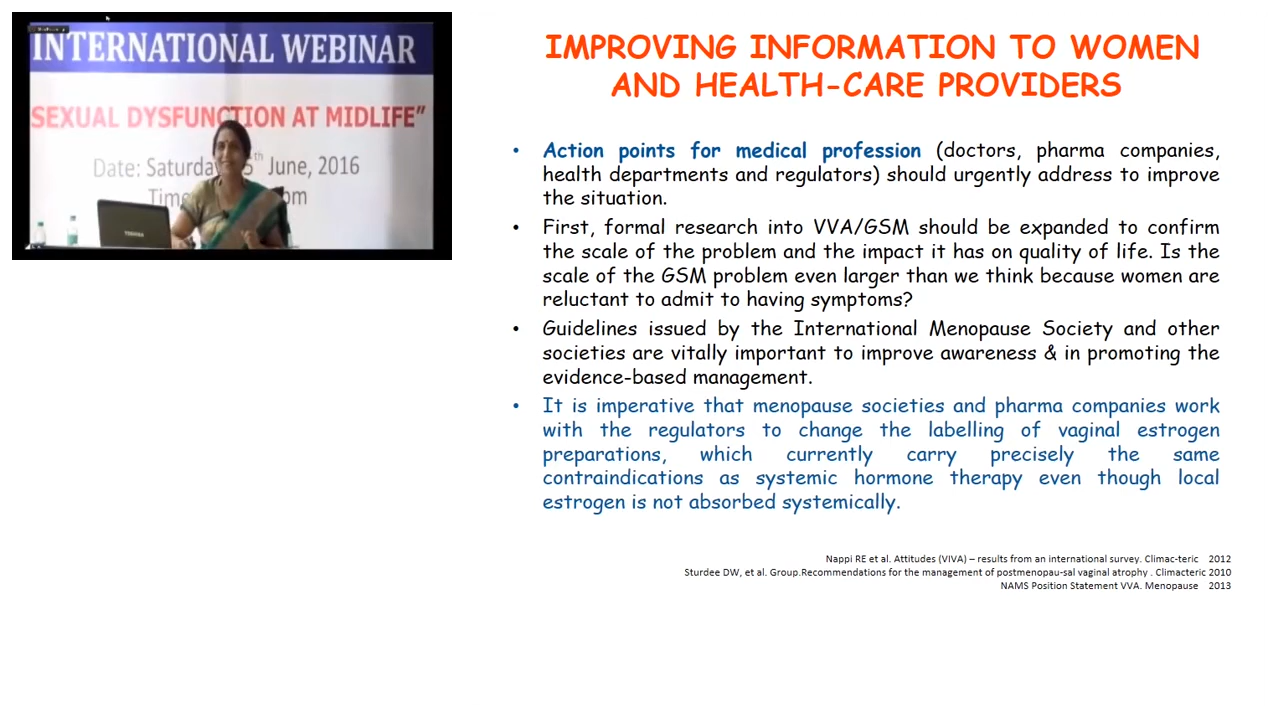 INTERNATIONAL WEBINAR
SEXUAL DYSFUNCTION AT MIDLIFE”
Date: Saturday 5th June, 2016
Time pm
TOSHIBA
IMPROVING INFORMATION TO WOMEN
AND HEALTH-CARE PROVIDERS
• Action points for medical profession (doctors, pharma companies,
health departments and regulators) should urgently address to improve
the situation.
• First, formal research into VVA/GSM should be expanded to confirm
the scale of the problem and the impact it has on quality of life. Is the
scale of the GSM problem even larger than we think because women are
reluctant to admit to having symptoms?
• Guidelines issued by the International Menopause Society and other
societies are vitally important to improve awareness & in promoting the
evidence-based management.
• It is imperative that menopause societies and pharma companies work
with the regulators to change the labelling of vaginal estrogen
preparations, which currently carry precisely the same
contraindications as systemic hormone therapy even though local
estrogen is not absorbed systemically.
Nappi RE et al. Attitudes (VIVA) – results from an international survey. Climac-teric 2012
Sturdee DW, et al. Group.Recommendations for the management of postmenopau-sal vaginal atrophy . Climacteric 2010
NAMS Position Statement VVA. Menopause 2013